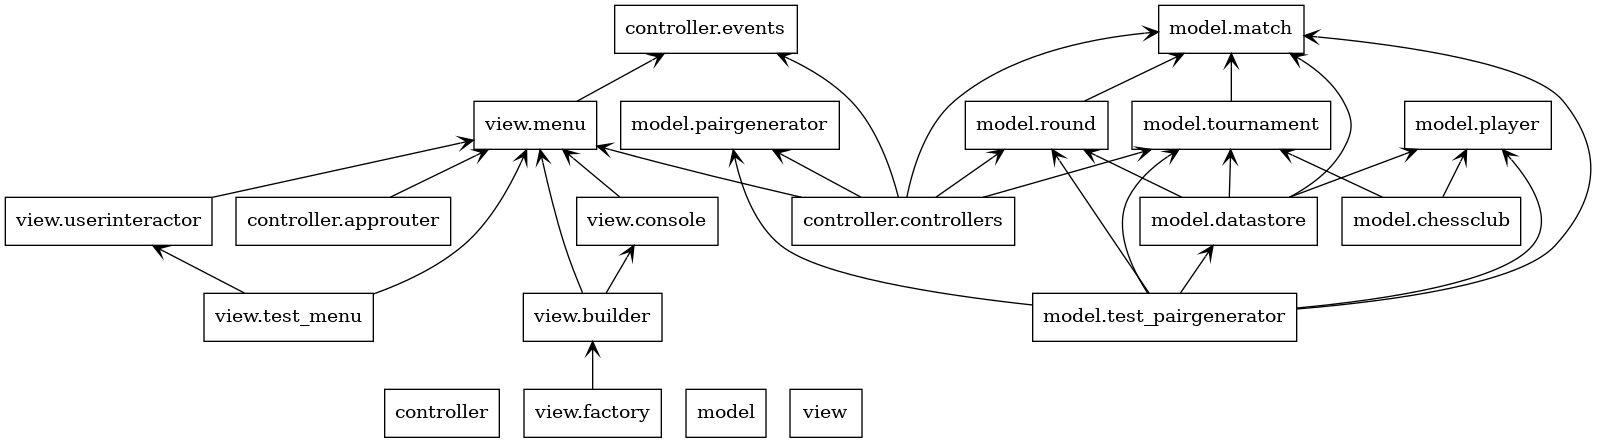 controller.events
model.match
view.menu
model.pairgenerator
model.round
model.tournament
model.player
view.userinteractor
controller.approuter
view.console
controller.controllers
model.datastore
model.chessclub
view.test_menu
view.builder
model.test_pairgenerator
controller
view.factory
model
view